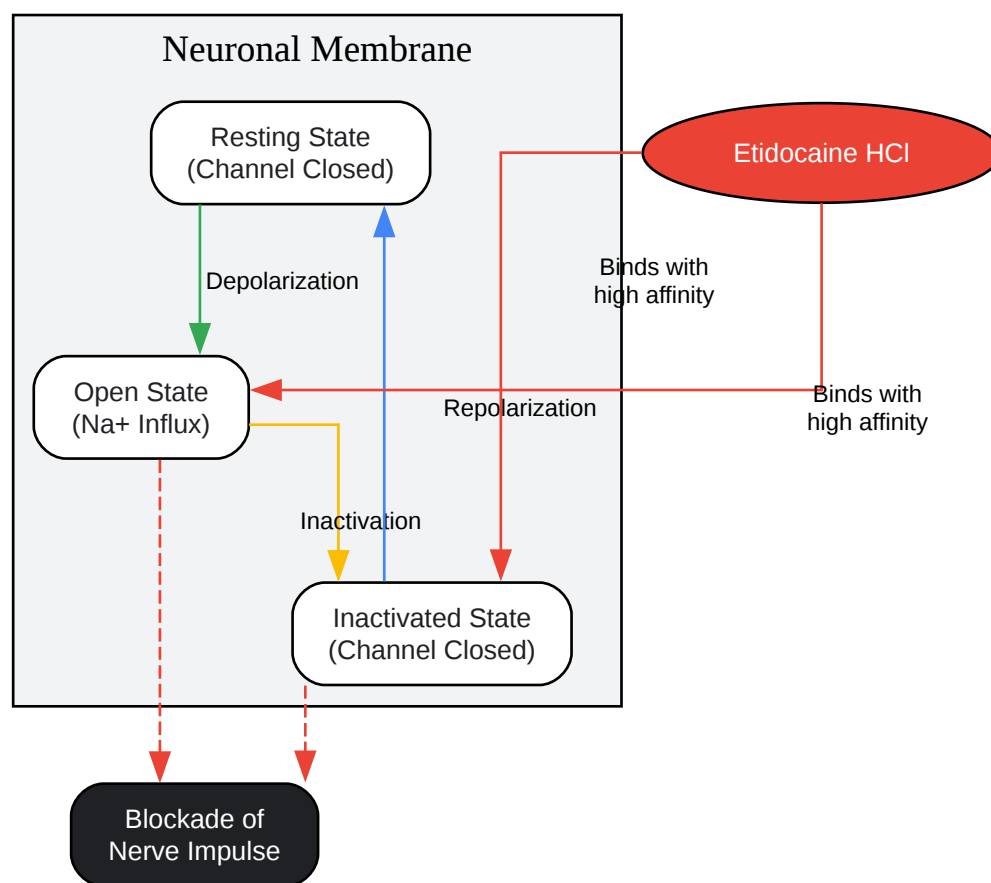 Neuronal Membrane
Resting State
(Channel Closed)
Etidocaine HCl
Depolarization
Binds with
high affinity
Open State
(Na+ Influx)
Repolarization
Binds with
high affinity
Inactivation
Inactivated State
(Channel Closed)
Blockade of
Nerve Impulse